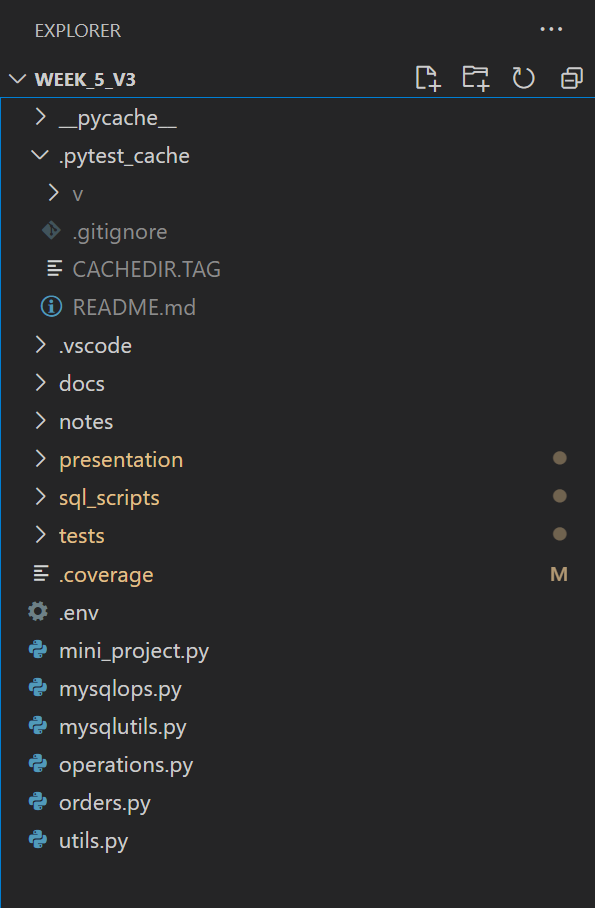 EXPLORER
WEEK_5_V3
__pycache__
.pytest_cache
v
.gitignore
CACHEDIR.TAG
README.md
.vscode
docs
notes
presentation
sql_scripts
tests
.coverage M
.env
mini_project.py
mysqlops.py
mysqlutils.py
operations.py
orders.py
utils.py